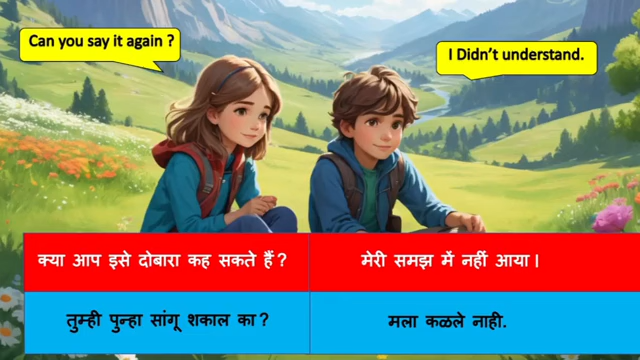 Can you say it again ?
I Didn't understand.
क्या आप इसे दोबारा कह सकते हैं ?
मेरी समझ में नहीं आया।
तुम्ही पुन्हा सांगू शकाल का ?
मला कळले नाही.